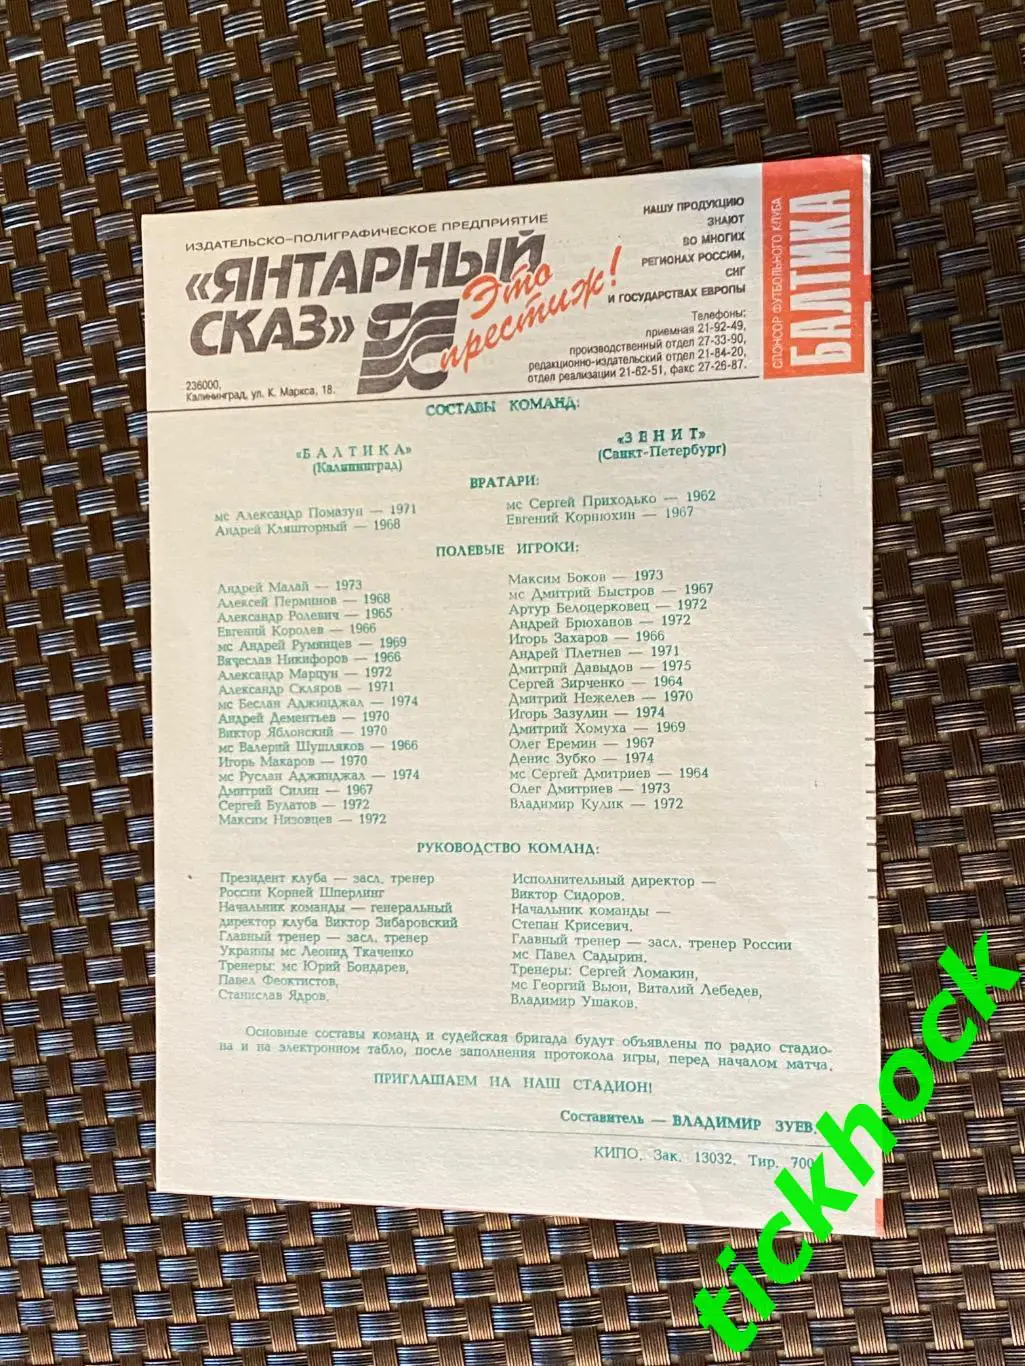 ИЗДАТЕЛЬСКО-ПОЛИГРАФИЧЕСКОЕ ПРЕДПРИЯТИЕ
«ЯНТАРНЫЙ
СКАЗ»
Это
престиж!
236000,
Калининград, ул. К. Маркса, 18.
НАШУ ПРОДУКЦИЮ
ЗНАЮТ
ВО МНОГИХ
РЕГИОНАХ РОССИИ,
СНГ
И ГОСУДАРСТВАХ ЕВРОПЫ
Телефоны:
приемная 21-92-49,
производственный отдел 27-33-90,
редакционно-издательский отдел 21-84-20,
отдел реализации 21-62-51, факс 27-26-87.
СПОНСОР ФУТБОЛЬНОГО КЛУБА
БАЛТИКА
СОСТАВЫ КОМАНД:
«БАЛТИКА»
(Калининград)
«ЗЕНИТ»
(Санкт-Петербург)
ВРАТАРИ:
мс Александр Помазун — 1971
Андрей Кляшторный — 1968
мс Сергей Приходько — 1962
Евгений Корнюхин — 1967
ПОЛЕВЫЕ ИГРОКИ:
Андрей Малай — 1973
Алексей Перминов — 1968
Александр Ролевич — 1965
Евгений Королев — 1966
мс Андрей Румянцев — 1969
Вячеслав Никифоров — 1966
Александр Марцун — 1972
Александр Скляров — 1971
мс Беслан Аджинджал — 1974
Андрей Дементьев — 1970
Виктор Яблонский — 1970
мс Валерий Шушляков — 1966
Игорь Макаров — 1970
мс Руслан Аджинджал — 1974
Дмитрий Силин — 1967
Сергей Булатов — 1972
Максим Низовцев — 1972
Максим Боков — 1973
мс Дмитрий Быстров — 1967
Артур Белоцерковец — 1972
Андрей Брюханов — 1972
Игорь Захаров — 1966
Андрей Плетнев — 1971
Дмитрий Давыдов — 1975
Сергей Зирченко — 1964
Дмитрий Нежелев — 1970
Игорь Зазулин — 1974
Дмитрий Хомуха — 1969
Олег Еремин — 1967
Денис Зубко — 1974
мс Сергей Дмитриев — 1964
Олег Дмитриев — 1973
Владимир Кулик — 1972
РУКОВОДСТВО КОМАНД:
Президент клуба — засл. тренер
России Корней Шперлинг
Начальник команды — генеральный
директор клуба Виктор Зибаровский
Главный тренер — засл. тренер
Украины мс Леонид Ткаченко
Тренеры: мс Юрий Бондарев,
Павел Феоктистов,
Станислав Ядров.
Исполнительный директор —
Виктор Сидоров.
Начальник команды —
Степан Крисевич.
Главный тренер — засл. тренер России
мс Павел Садырин.
Тренеры: Сергей Ломакин,
мс Георгий Вьюн, Виталий Лебедев,
Владимир Ушаков.
Основные составы команд и судейская бригада будут объявлены по радио стадио-
на и на электронном табло, после заполнения протокола игры, перед началом матча.
ПРИГЛАШАЕМ НА НАШ СТАДИОН!
Составитель — ВЛАДИМИР ЗУЕВ.
КИПО. Зак. 13032. Тир. 700
tickhock